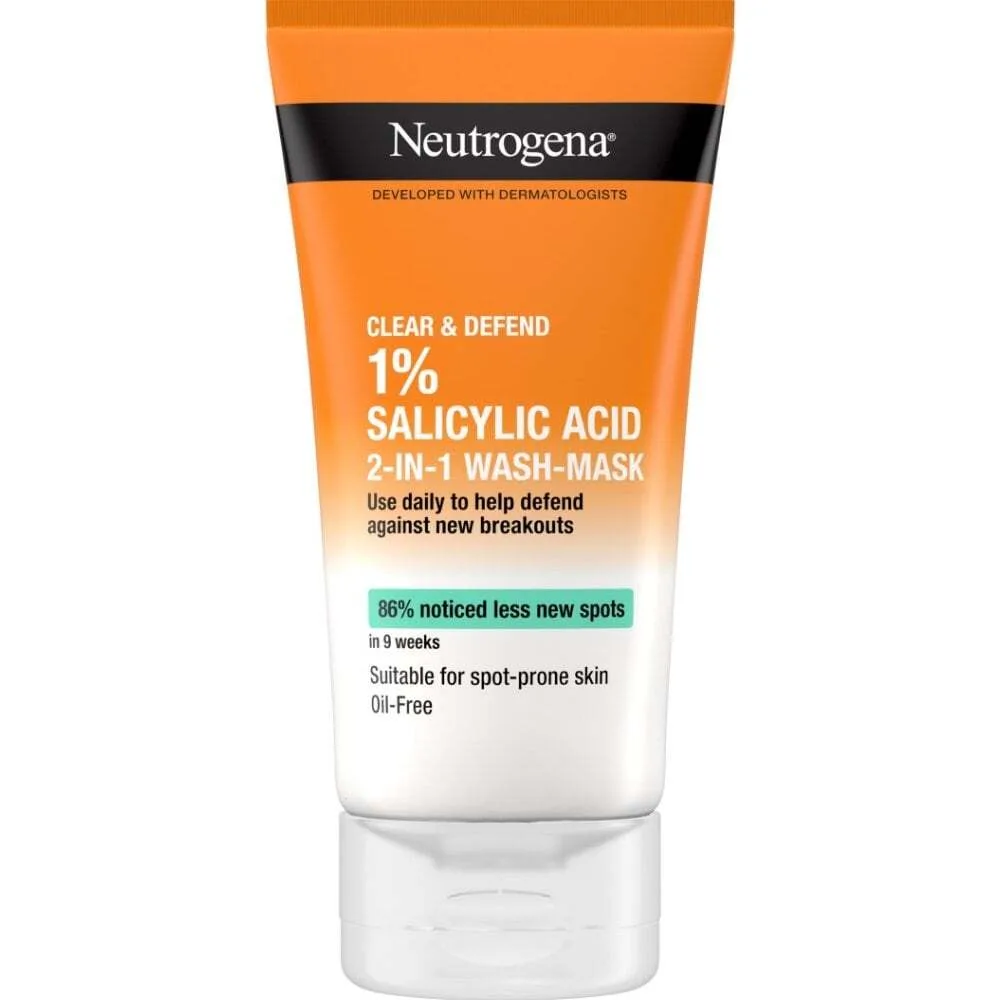 Neutrogena®
DEVELOPED WITH DERMATOLOGISTS
CLEAR & DEFEND
1%
SALICYLIC ACID
2-IN-1 WASH-MASK
Use daily to help defend
against new breakouts
86% noticed less new spots
in 9 weeks
Suitable for spot-prone skin
Oil-Free